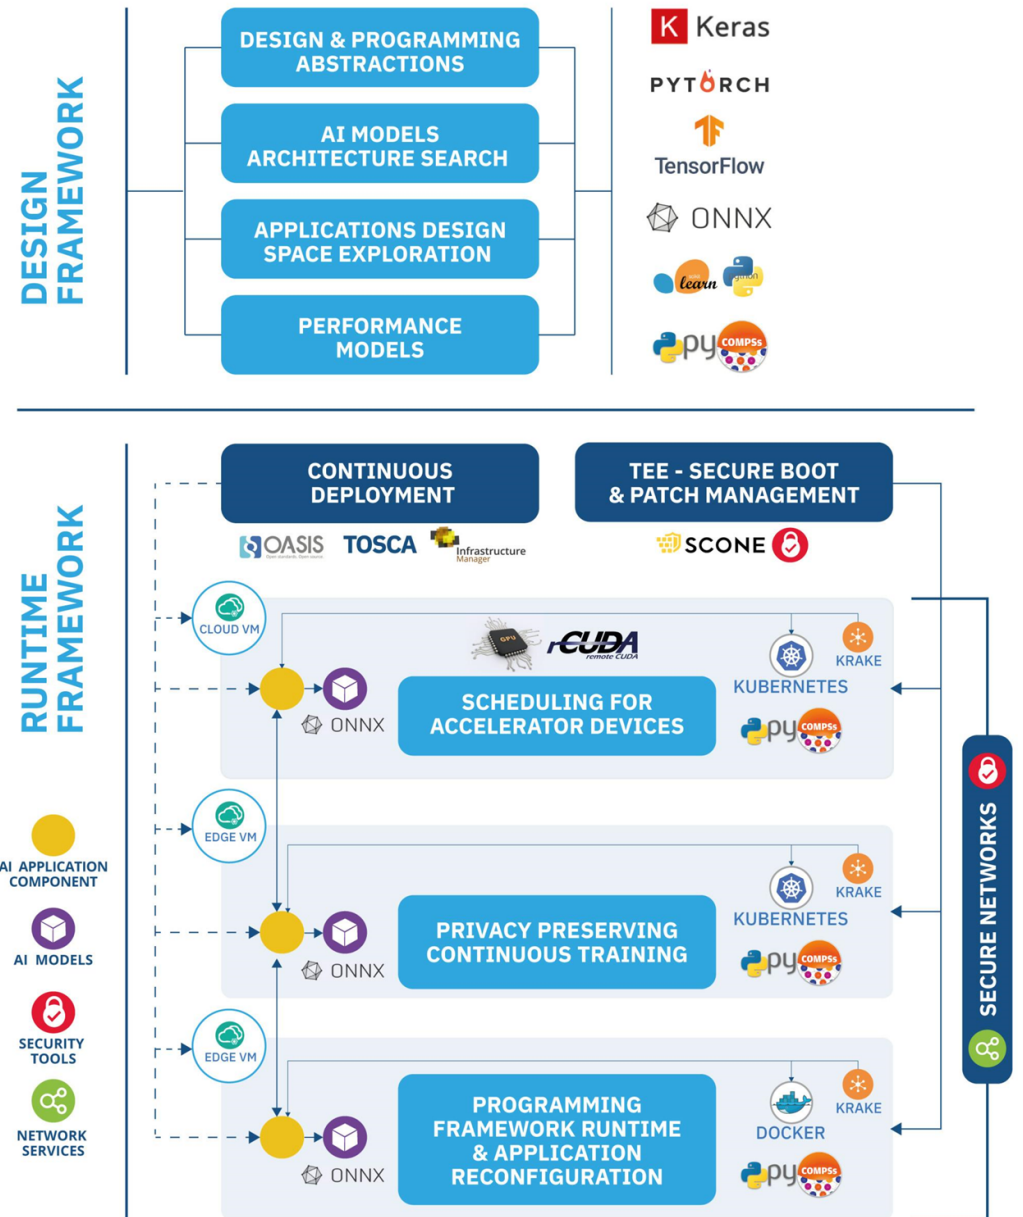 DESIGN
FRAMEWORK
DESIGN & PROGRAMMING
ABSTRACTIONS
AI MODELS
ARCHITECTURE SEARCH
APPLICATIONS DESIGN
SPACE EXPLORATION
PERFORMANCE
MODELS
K Keras
PYTORCH
TensorFlow
ONNX
learn python
py COMPSs
RUNTIME
FRAMEWORK
CONTINUOUS
DEPLOYMENT
OASIS
TOSCA
Infrastructure
Manager
TEE - SECURE BOOT
& PATCH MANAGEMENT
SCONE
CLOUD VM
GPU
rCUDA
remote CUDA
SCHEDULING FOR
ACCELERATOR DEVICES
ONNX
KRAKE
KUBERNETES
py COMPSs
EDGE VM
PRIVACY PRESERVING
CONTINUOUS TRAINING
ONNX
KRAKE
KUBERNETES
py COMPSs
EDGE VM
PROGRAMMING
FRAMEWORK RUNTIME
& APPLICATION
RECONFIGURATION
ONNX
KRAKE
DOCKER
py COMPSs
SECURE NETWORKS
AI APPLICATION
COMPONENT
AI MODELS
SECURITY
TOOLS
NETWORK
SERVICES